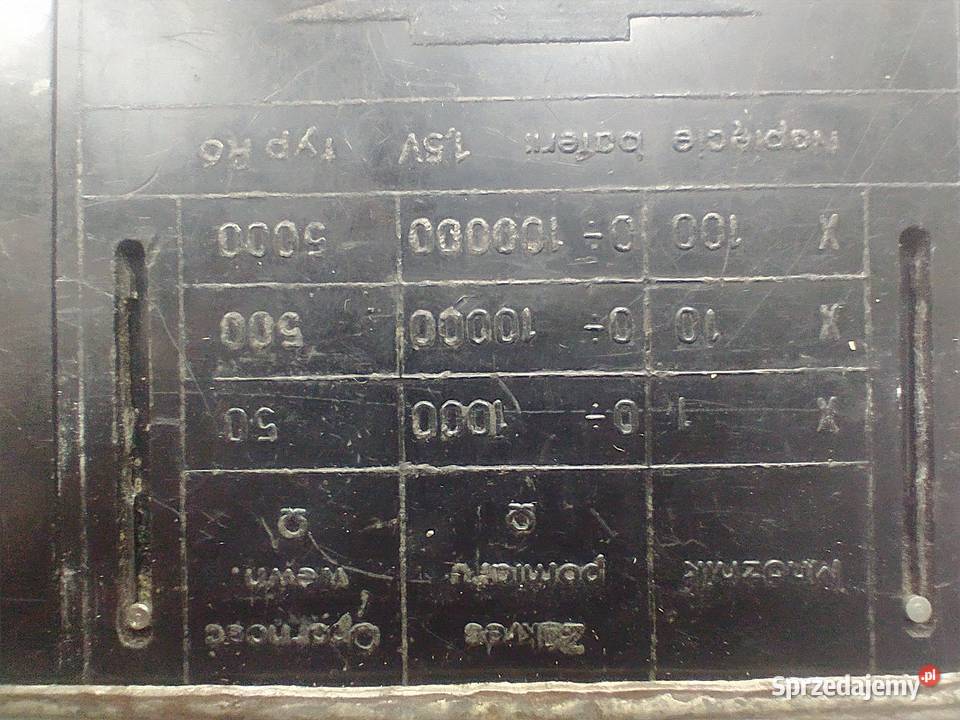 Zakres Oporność
Mnożnik pomiaru wewn.
Ω Ω
X 1 0÷ 1000 50
X 10 0÷ 10000 500
X 100 0÷ 100000 5000
Napięcie baterii 1,5V typ R6
Sprzedajemy.pl